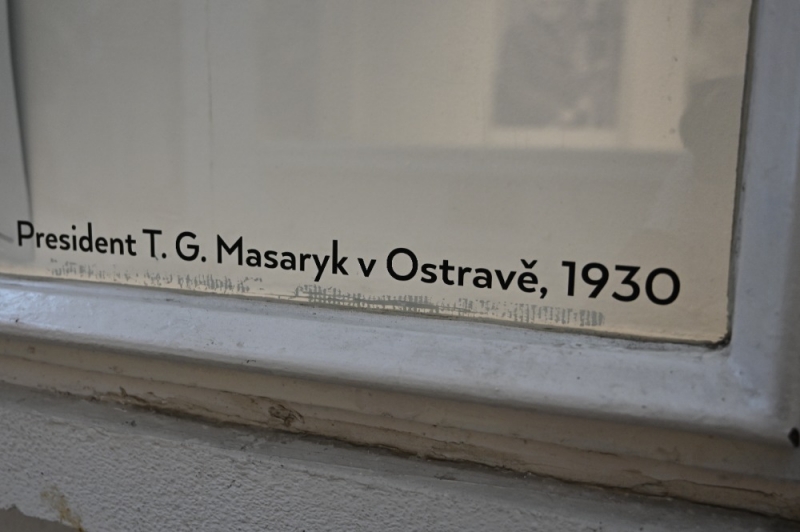 President T. G. Masaryk v Ostravě, 1930